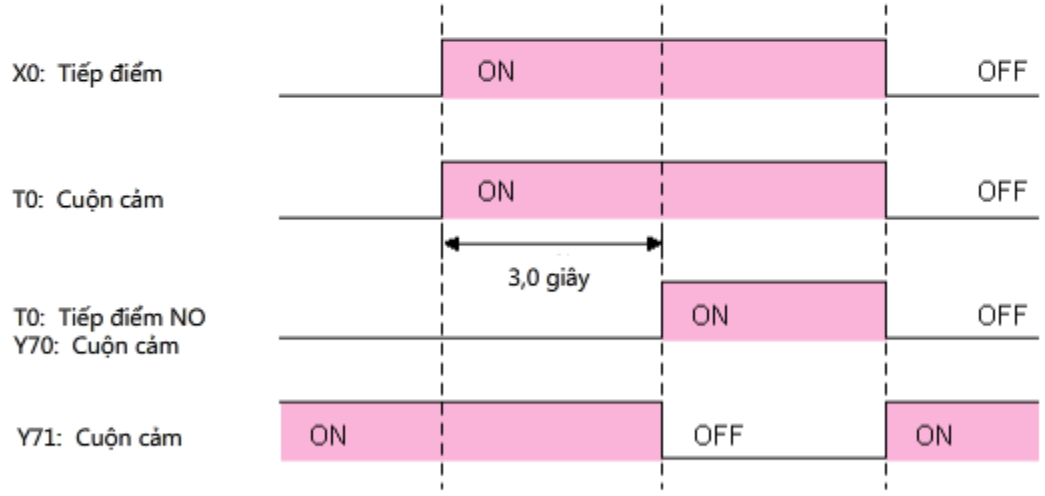 X0: Tiếp điểm
ON
OFF
T0: Cuộn cảm
ON
OFF
3,0 giây
T0: Tiếp điểm NO
Y70: Cuộn cảm
ON
OFF
Y71: Cuộn cảm
ON
OFF
ON